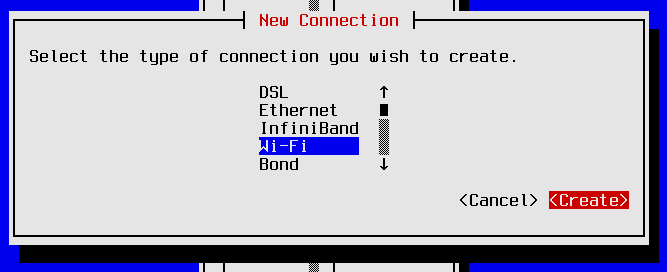 New Connection
Select the type of connection you wish to create.
DSL ↑
Ethernet
InfiniBand
Wi-Fi
Bond ↓
<Cancel> <Create>